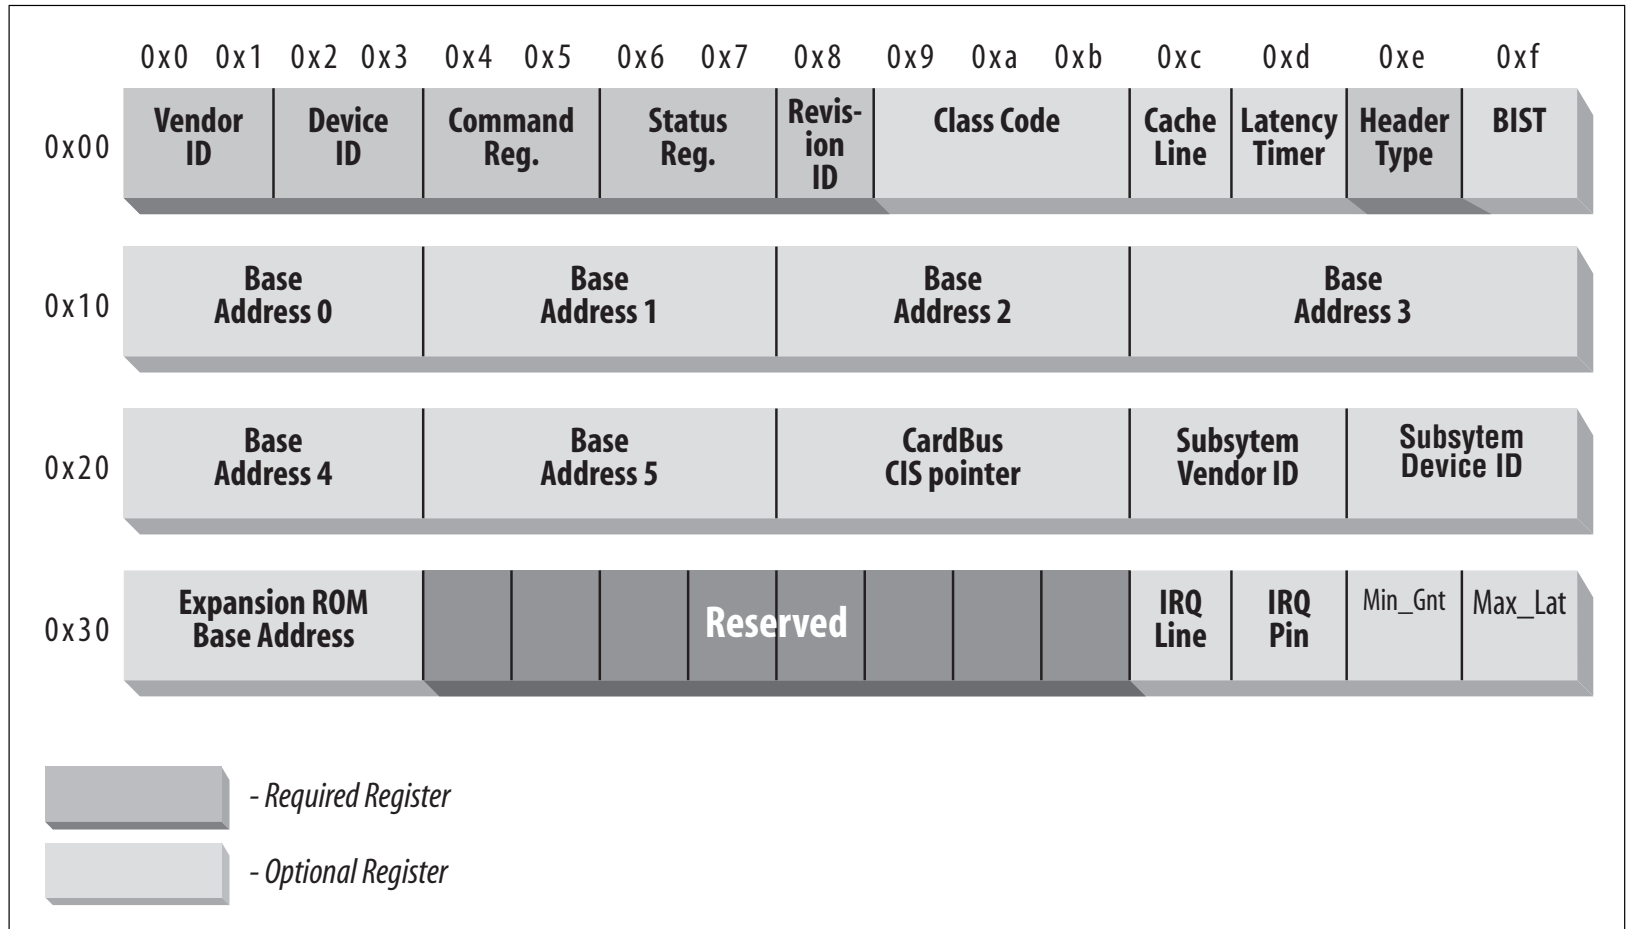 0x0 0x1 0x2 0x3 0x4 0x5 0x6 0x7 0x8 0x9 0xa 0xb 0xc 0xd 0xe 0xf
0x00
Vendor
ID
Device
ID
Command
Reg.
Status
Reg.
Revis-
ion
ID
Class Code
Cache
Line
Latency
Timer
Header
Type
BIST
0x10
Base
Address 0
Base
Address 1
Base
Address 2
Base
Address 3
0x20
Base
Address 4
Base
Address 5
CardBus
CIS pointer
Subsytem
Vendor ID
Subsytem
Device ID
0x30
Expansion ROM
Base Address
Reserved
IRQ
Line
IRQ
Pin
Min_Gnt
Max_Lat
- Required Register
- Optional Register